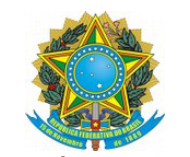 REPÚBLICA FEDERATIVA DO BRASIL
15 de Novembro de 1889